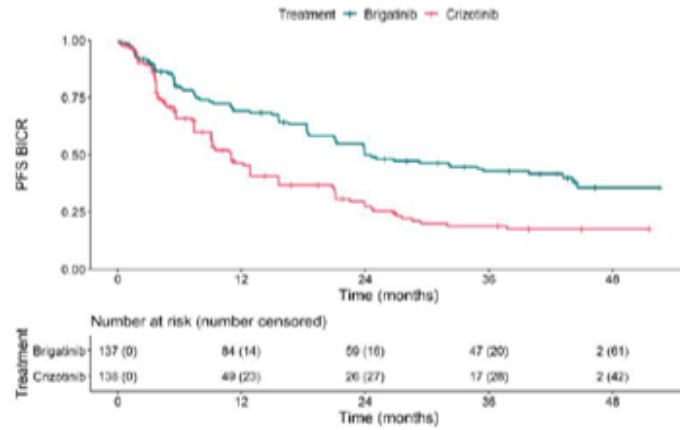 Treatment Brigatinib Crizotinib
1.00
0.75
0.50
0.25
0.00
PFS BICR
0 12 24 36 48
Time (months)
Number at risk (number censored)
Treatment
Brigatinib 137 (0) 84 (14) 59 (16) 47 (20) 2 (61)
Crizotinib 138 (0) 49 (23) 26 (27) 17 (28) 2 (42)
0 12 24 36 48
Time (months)